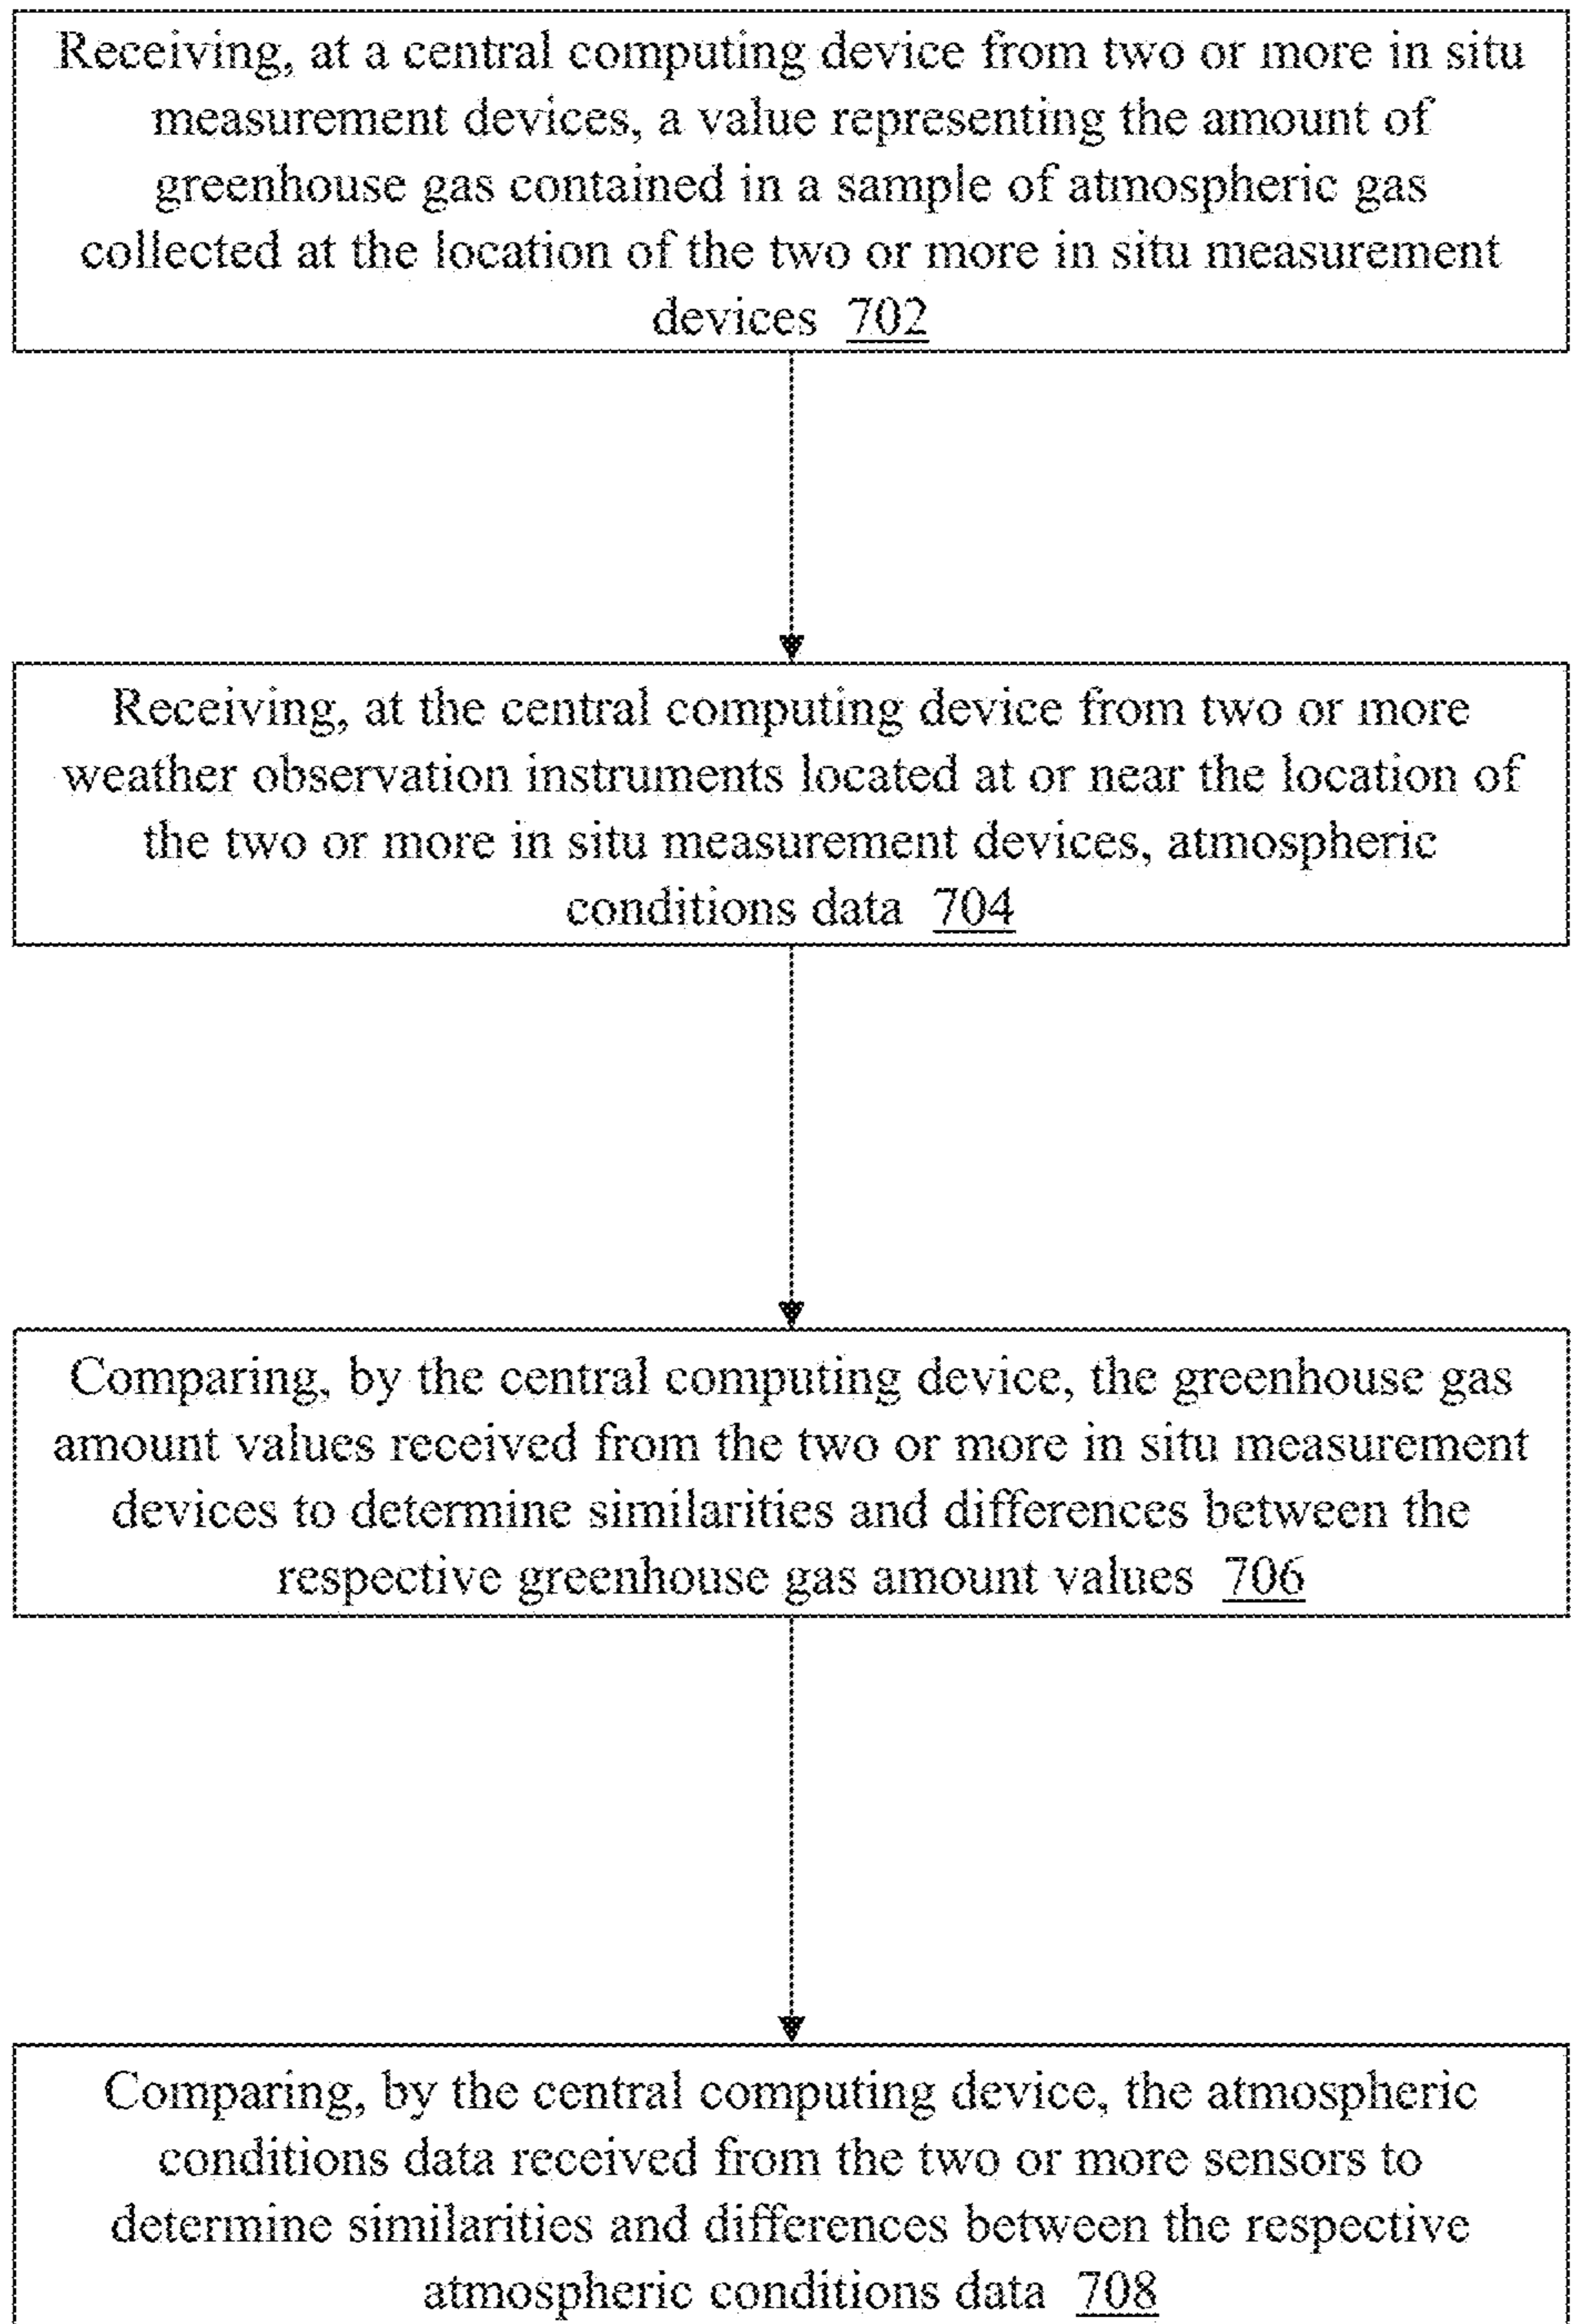 Receiving, at a central computing device from two or more in situ
measurement devices, a value representing the amount of
greenhouse gas contained in a sample of atmospheric gas
collected at the location of the two or more in situ measurement
devices 702
Receiving, at the central computing device from two or more
weather observation instruments located at or near the location of
the two or more in situ measurement devices, atmospheric
conditions data 704
Comparing, by the central computing device, the greenhouse gas
amount values received from the two or more in situ measurement
devices to determine similarities and differences between the
respective greenhouse gas amount values 706
Comparing, by the central computing device, the atmospheric
conditions data received from the two or more sensors to
determine similarities and differences between the respective
atmospheric conditions data 708